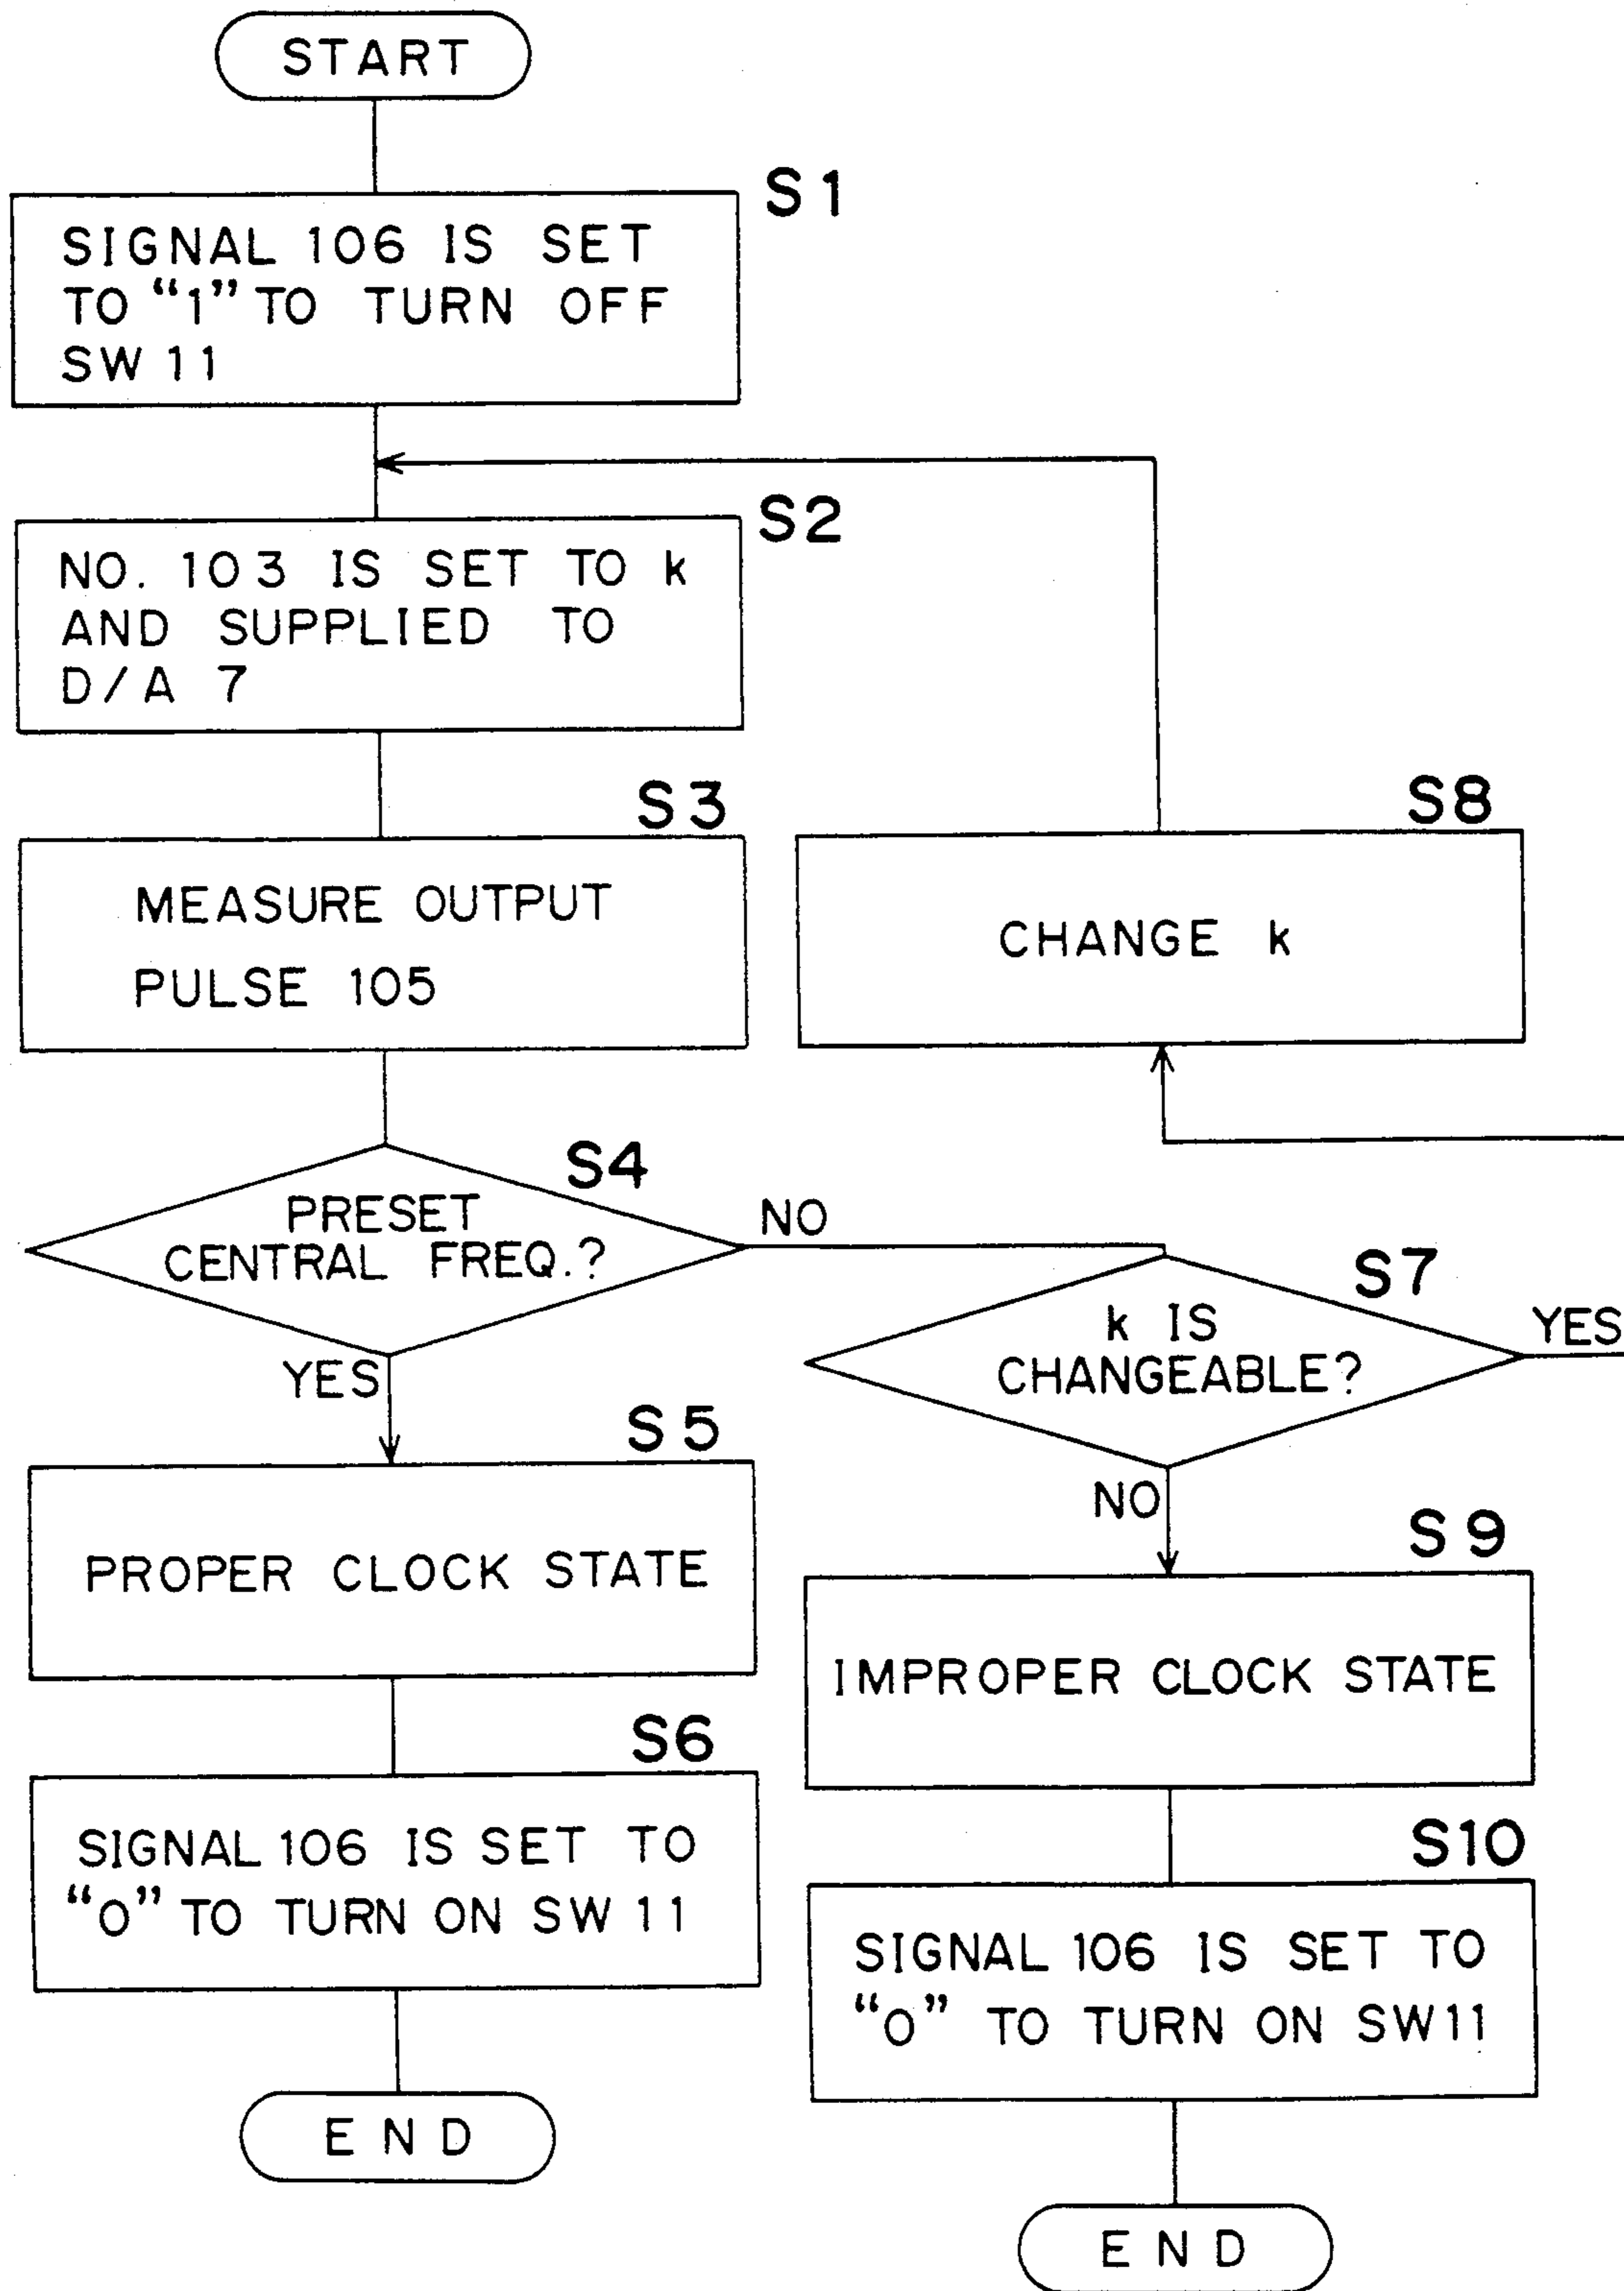 START
S1
SIGNAL 106 IS SET
TO “1” TO TURN OFF
SW 11
S2
NO. 103 IS SET TO k
AND SUPPLIED TO
D/A 7
S3
MEASURE OUTPUT
PULSE 105
S8
CHANGE k
S4
PRESET
CENTRAL FREQ.?
NO
YES
S7
k IS
CHANGEABLE?
YES
NO
S5
PROPER CLOCK STATE
S9
IMPROPER CLOCK STATE
S6
SIGNAL 106 IS SET TO
“0” TO TURN ON SW 11
END
S10
SIGNAL 106 IS SET TO
“0” TO TURN ON SW11
END